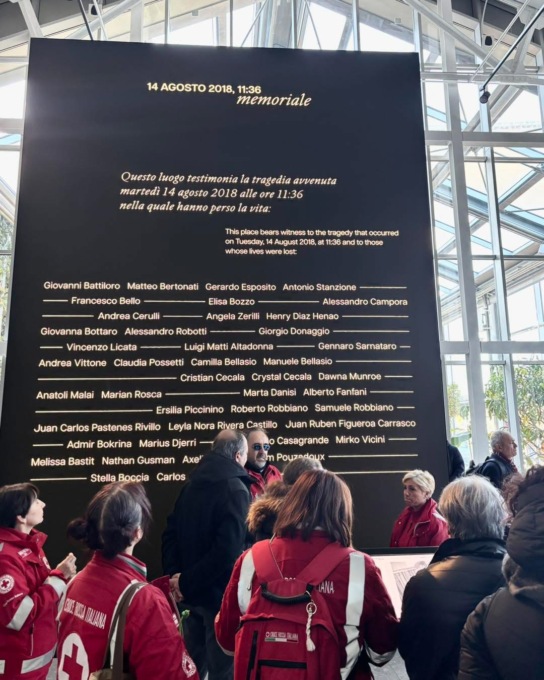 14 AGOSTO 2018, 11:36
memoriale
Questo luogo testimonia la tragedia avvenuta
martedì 14 agosto 2018 alle ore 11:36
nella quale hanno perso la vita:
This place bears witness to the tragedy that occurred
on Tuesday, 14 August 2018, at 11:36 and to those
whose lives were lost:
Giovanni Battiloro Matteo Bertonati Gerardo Esposito Antonio Stanzione
Francesco Bello Elisa Bozzo Alessandro Campora
Andrea Cerulli Angela Zerilli Henry Diaz Henao
Giovanna Bottaro Alessandro Robotti Giorgio Donaggio
Vincenzo Licata Luigi Matti Altadonna Gennaro Sarnataro
Andrea Vittone Claudia Possetti Camilla Bellasio Manuele Bellasio
Cristian Cecala Crystal Cecala Dawna Munroe
Anatoli Malai Marian Rosca Marta Danisi Alberto Fanfani
Ersilia Piccinino Roberto Robbiano Samuele Robbiano
Juan Carlos Pastenes Rivillo Leyla Nora Rivera Castillo Juan Ruben Figueroa Carrasco
Admir Bokrina Marius Djerri Casagrande Mirko Vicini
Melissa Bastit Nathan Gusman Pouzadoux
Stella Boccia Carlos
CROCE ROSSA ITALIANA